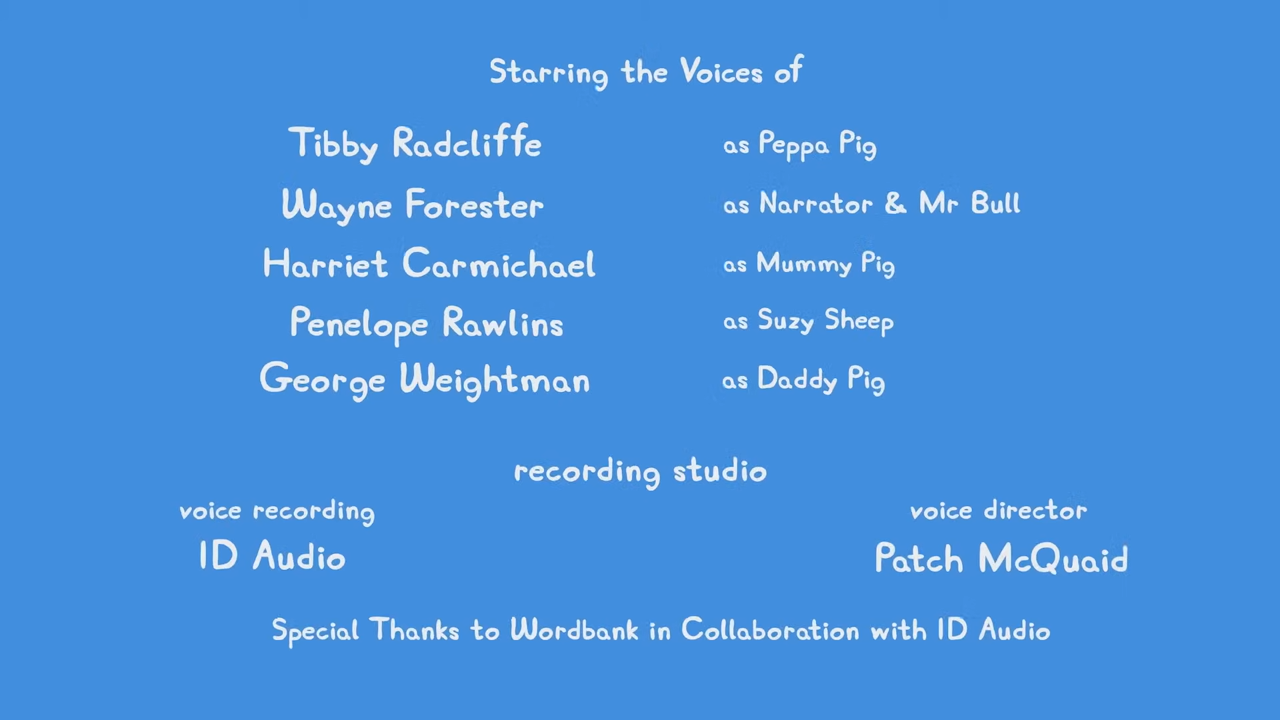 Starring the Voices of
Tibby Radcliffe as Peppa Pig
Wayne Forester as Narrator & Mr Bull
Harriet Carmichael as Mummy Pig
Penelope Rawlins as Suzy Sheep
George Weightman as Daddy Pig
recording studio
voice recording voice director
ID Audio Patch McQuaid
Special Thanks to Wordbank in Collaboration with ID Audio